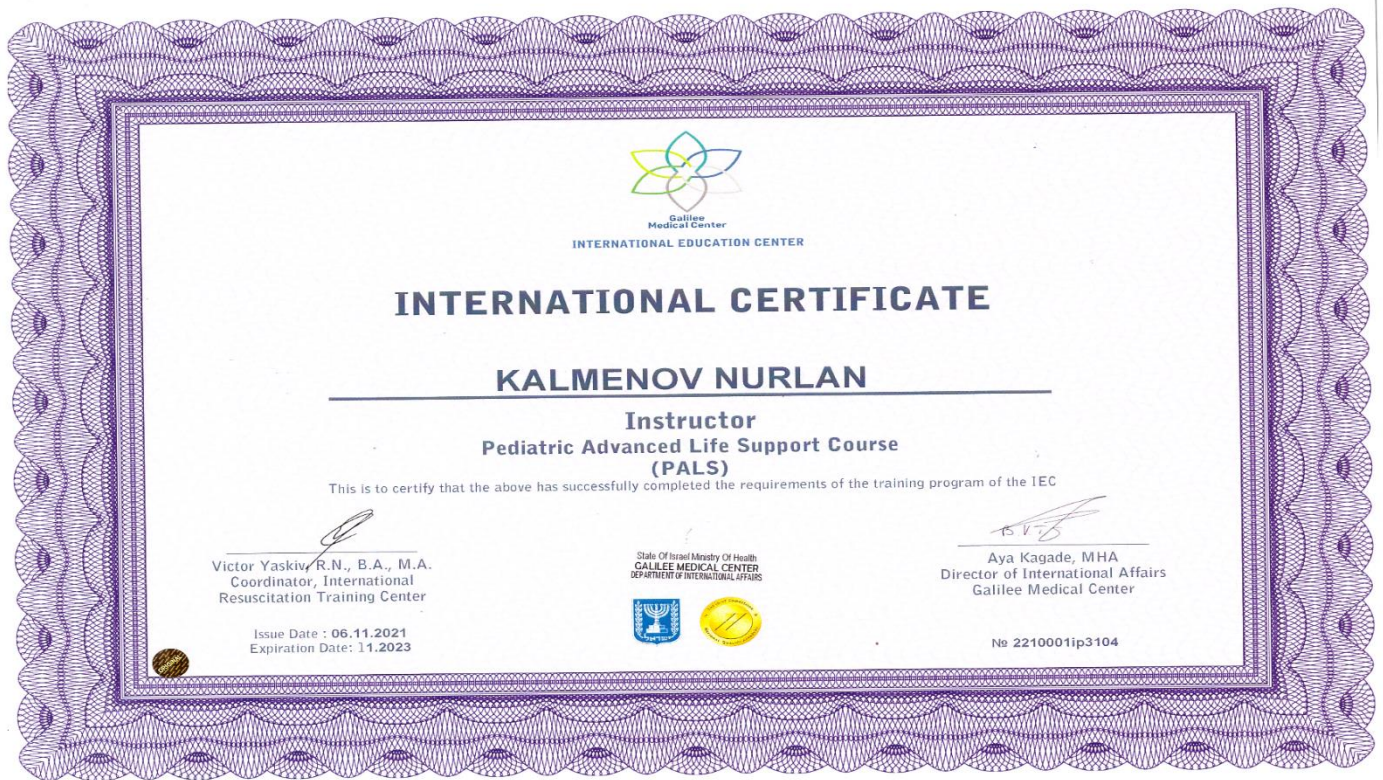 Galilee
Medical Center
INTERNATIONAL EDUCATION CENTER
INTERNATIONAL CERTIFICATE
KALMENOV NURLAN
Instructor
Pediatric Advanced Life Support Course
(PALS)
This is to certify that the above has successfully completed the requirements of the training program of the IEC
Victor Yaskiv, R.N., B.A., M.A.
Coordinator, International
Resuscitation Training Center
Issue Date : 06.11.2021
Expiration Date: 11.2023
State Of Israel Ministry Of Health
GALILEE MEDICAL CENTER
DEPARTMENT OF INTERNATIONAL AFFAIRS
ישראל
Aya Kagade, MHA
Director of International Affairs
Galilee Medical Center
№ 2210001ip3104